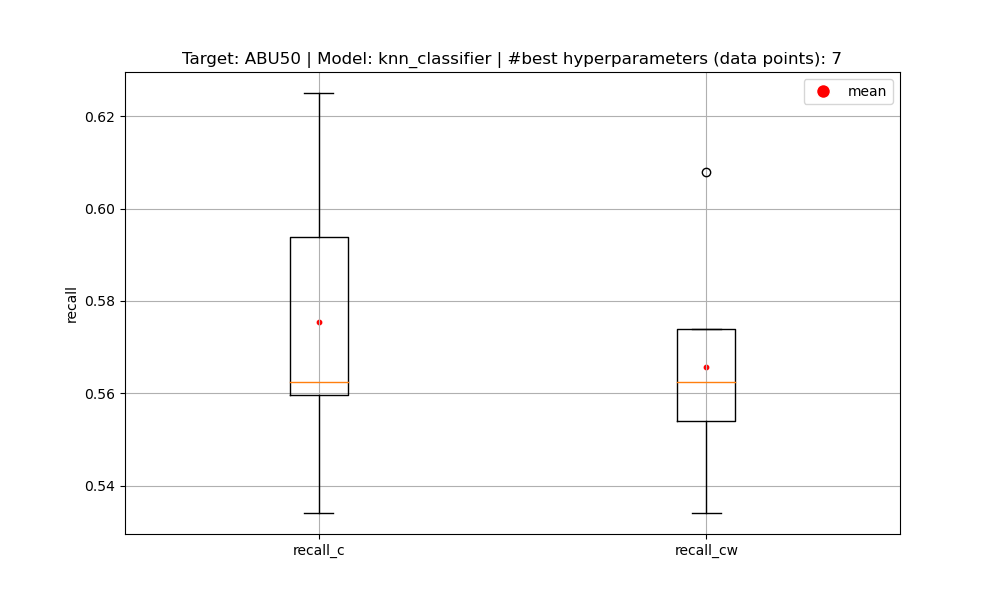 Target: ABU50 | Model: knn_classifier | #best hyperparameters (data points): 7
mean
0.62
0.60
0.58
0.56
0.54
recall
recall_c
recall_cw